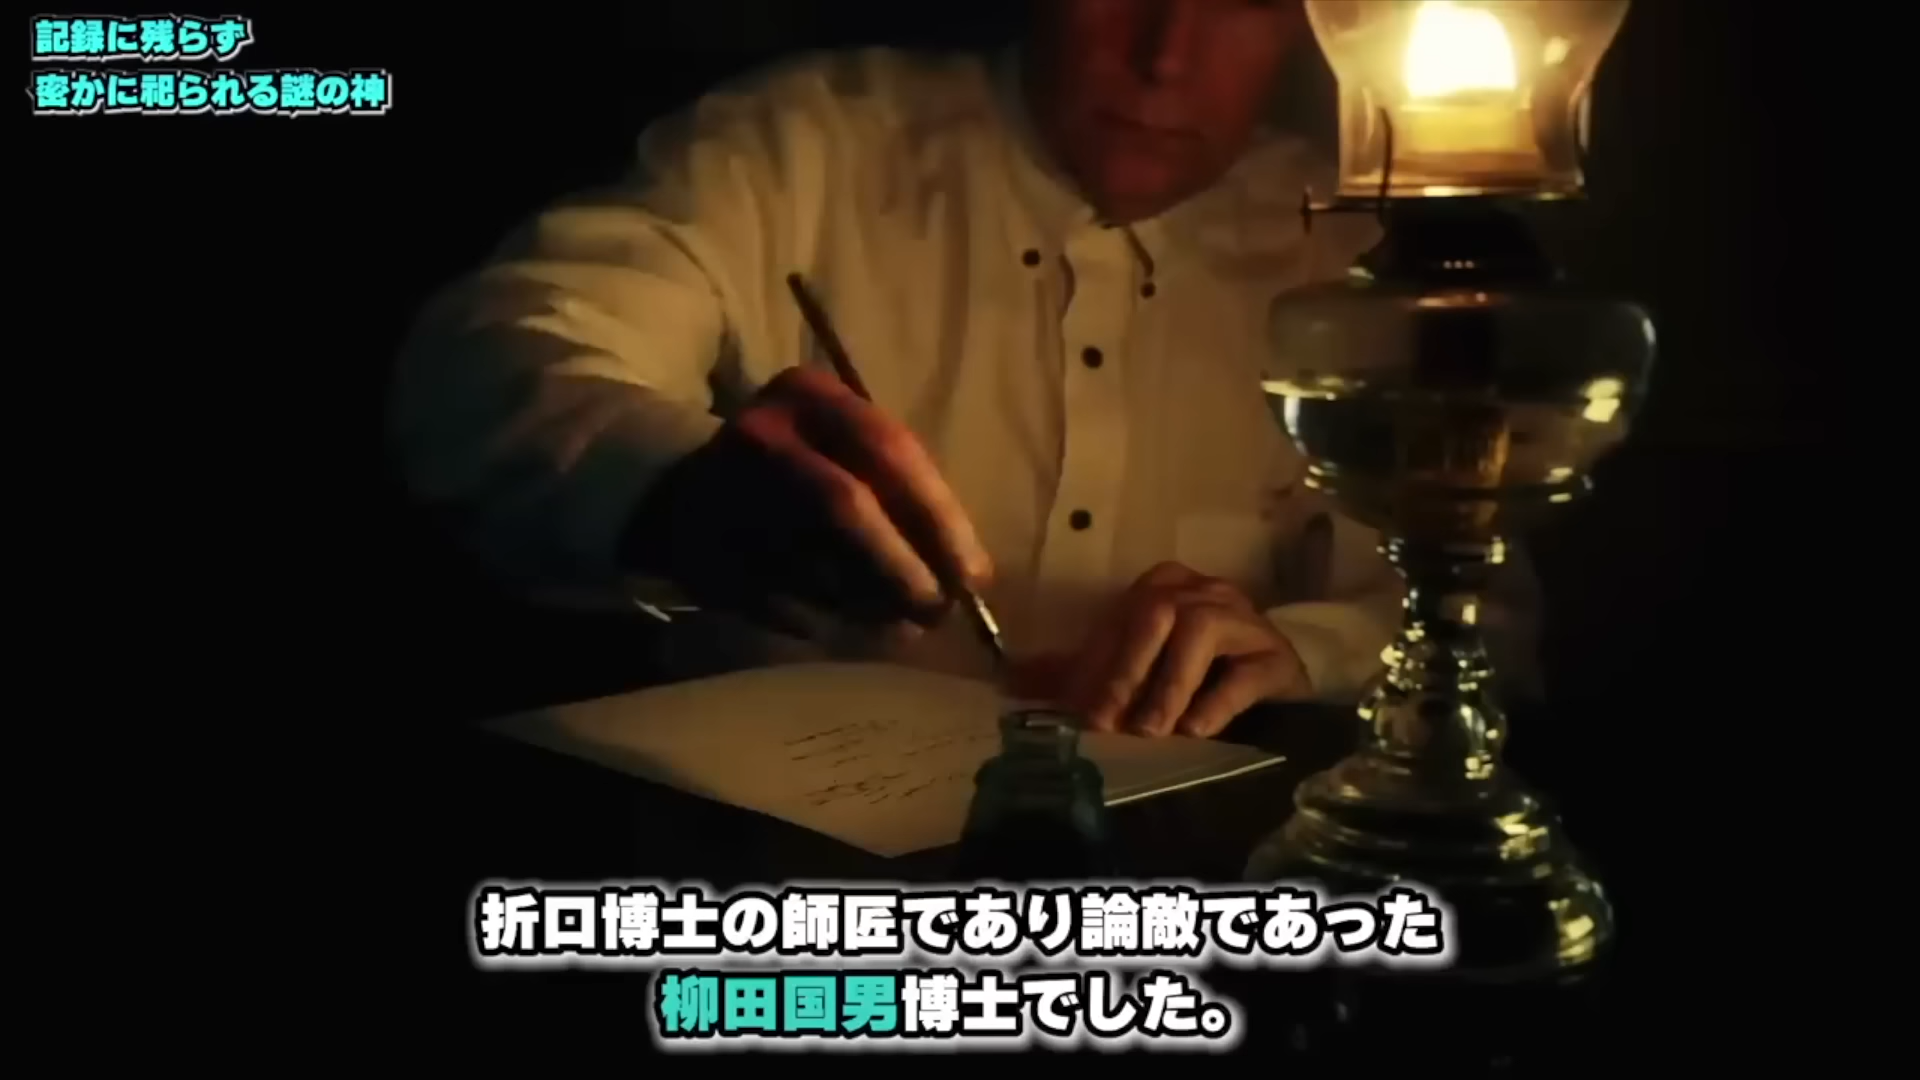 記録に残らず
密かに祀られる謎の神
折口博士の師匠であり論敵であった
柳田国男博士でした。